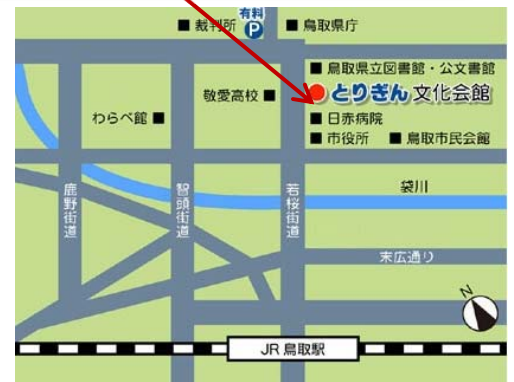 有料
P
■ 裁判所
■ 鳥取県庁
■ 鳥取県立図書館・公文書館
敬愛高校 ■
● とりぎん文化会館
わらべ館 ■
■ 日赤病院
■ 市役所 ■ 鳥取市民会館
鹿野街道
智頭街道
若桜街道
袋川
末広通り
N
JR 鳥取駅